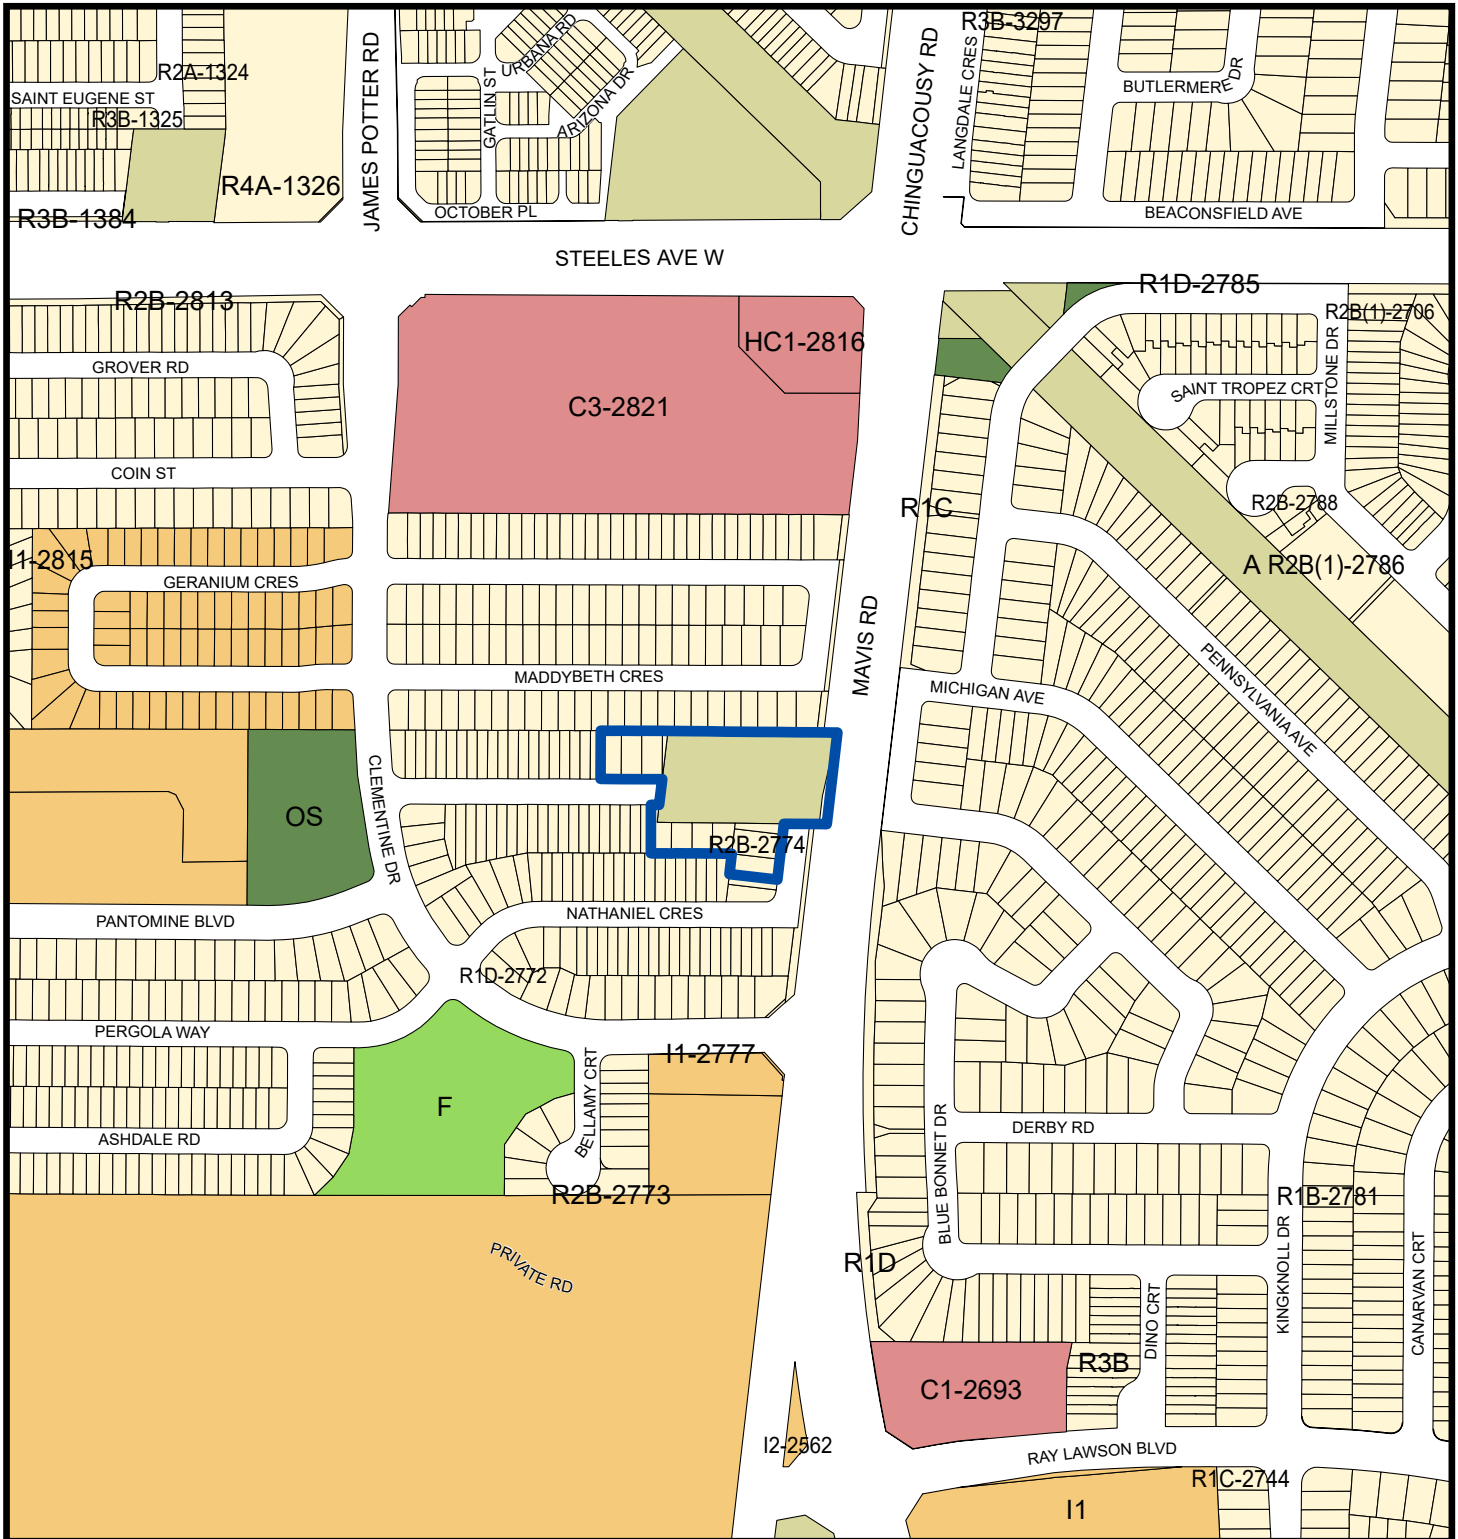 URBANA RD
R3B-3297
R2A-1324
SAINT EUGENE ST
R3B-1325
R4A-1326
R3B-1384
JAMES POTTER RD
GATLIN ST
ARIZONA DR
OCTOBER PL
CHINGUACOUSY RD
LANGDALE CRES
BUTLERMERE DR
BEACONSFIELD AVE
STEELES AVE W
R2B-2813
R1D-2785
R2B(1)-2706
HC1-2816
GROVER RD
C3-2821
SAINT TROPEZ CRT
MILLSTONE DR
COIN ST
R1C
R2B-2788
I1-2815
A R2B(1)-2786
GERANIUM CRES
MAVIS RD
MADDYBETH CRES
MICHIGAN AVE
PENNSYLVANIA AVE
OS
CLEMENTINE DR
R2B-2774
PANTOMINE BLVD
NATHANIEL CRES
R1D-2772
PERGOLA WAY
I1-2777
F
BELLAMY CRT
ASHDALE RD
DERBY RD
BLUE BONNET DR
R2B-2773
R1B-2781
PRIVATE RD
R1D
KINGKNOLL DR
CANARVAN CRT
DINO CRT
R3B
C1-2693
I2-2562
RAY LAWSON BLVD
R1C-2744
I1